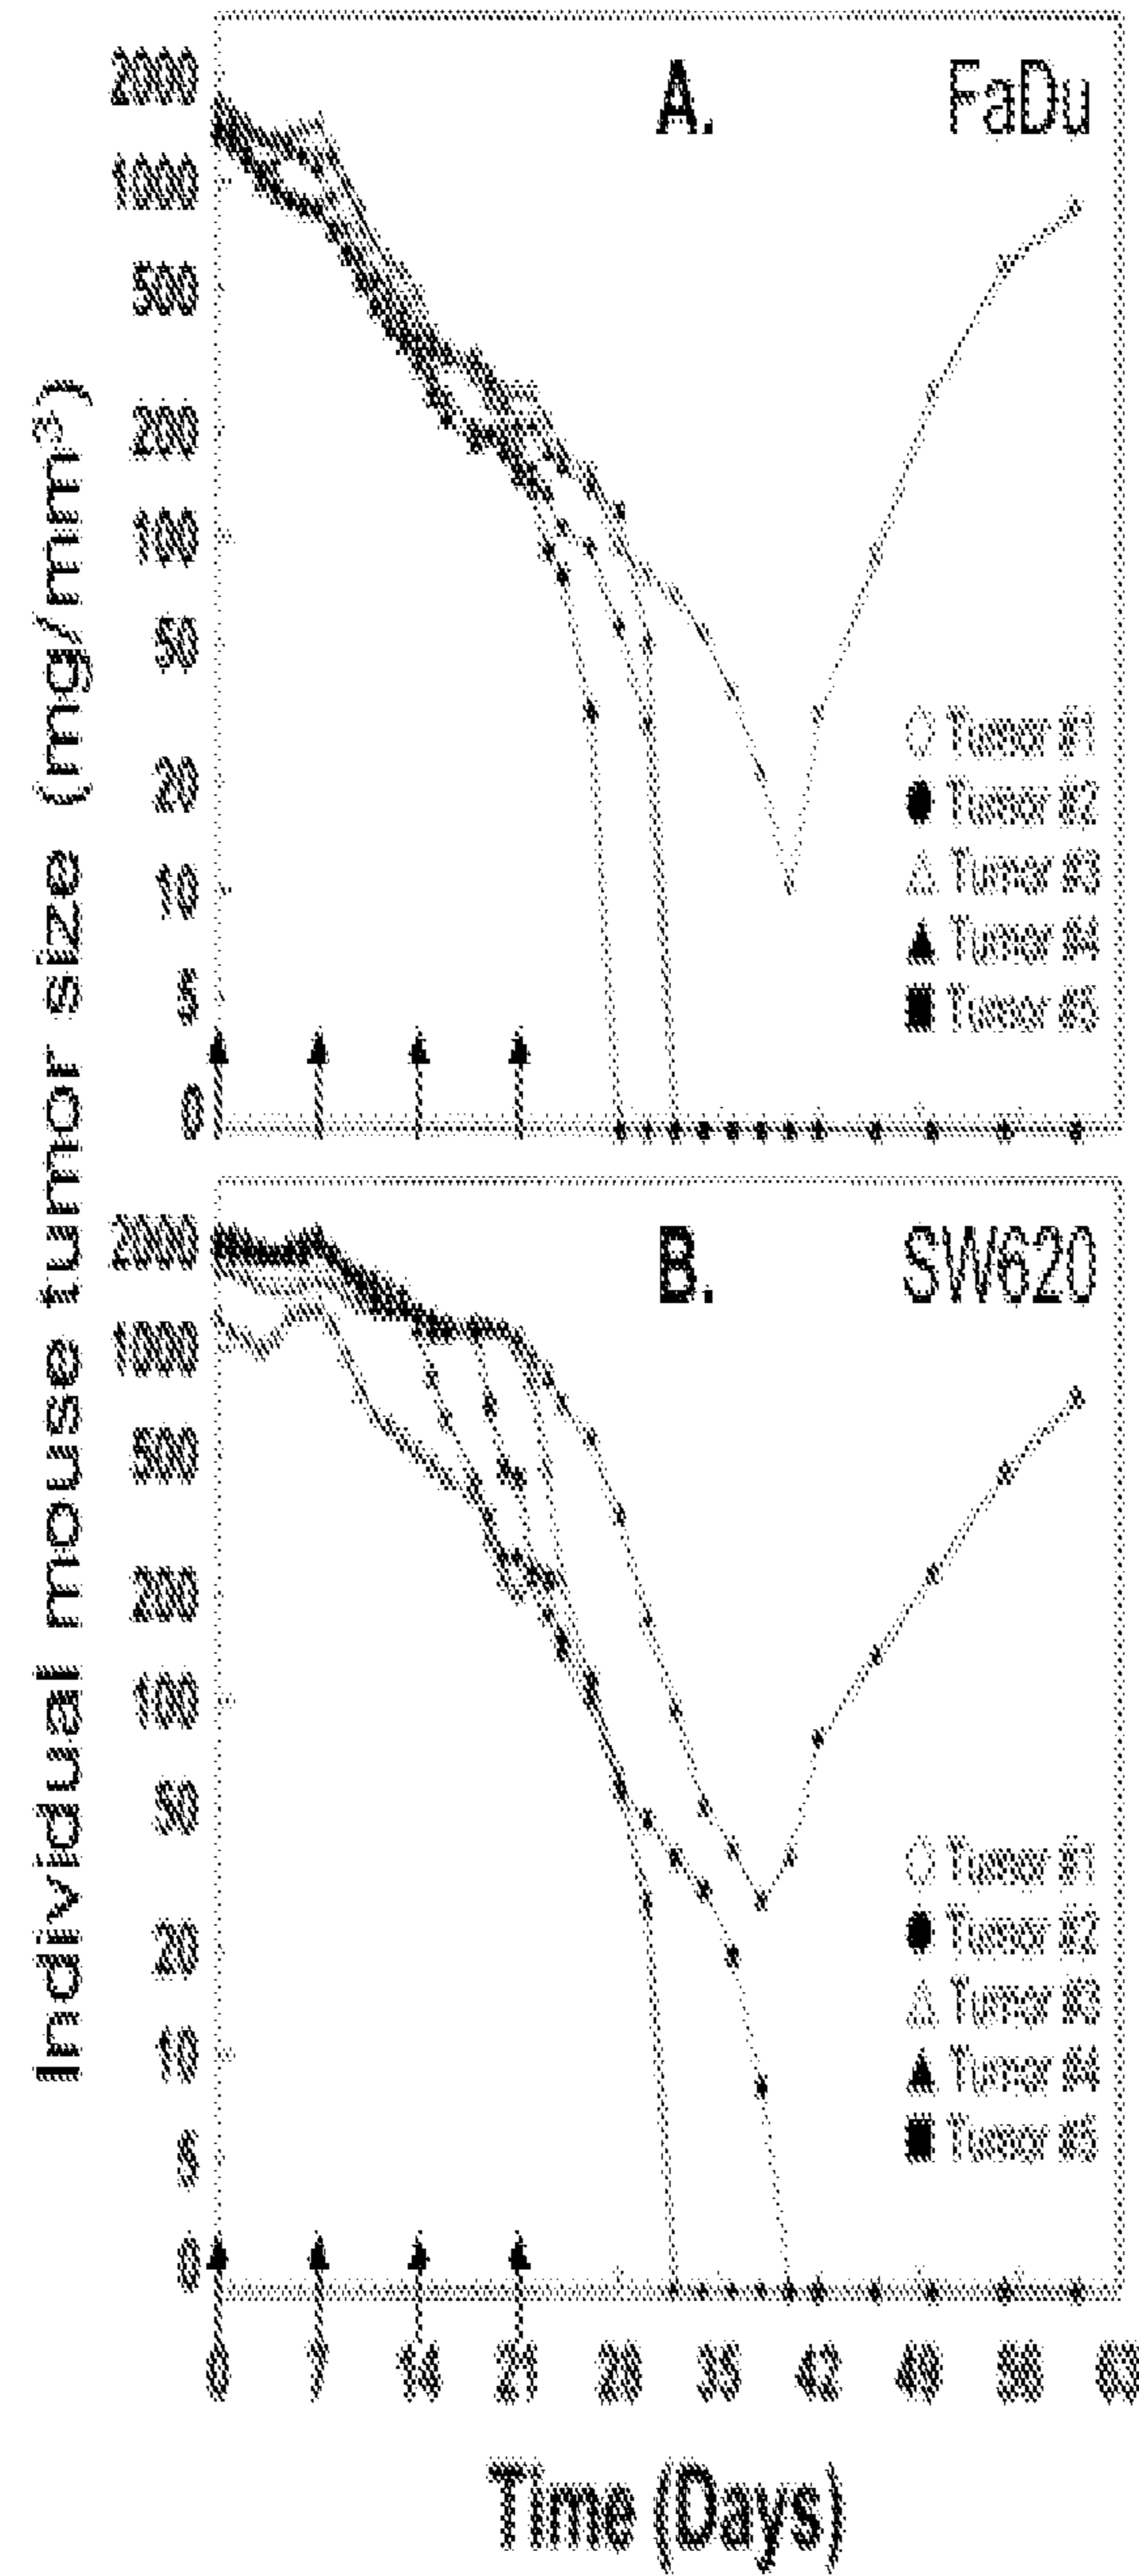 Individual mouse tumor size (mg/mm³)
A. FaDu
2000
1000
500
200
100
50
20
10
5
0
Tumor #1
Tumor #2
Tumor #3
Tumor #4
Tumor #5
B. SW620
2000
1000
500
200
100
50
20
10
5
0
Tumor #1
Tumor #2
Tumor #3
Tumor #4
Tumor #5
0 7 14 21 28 35 42 49 56 63
Time (Days)